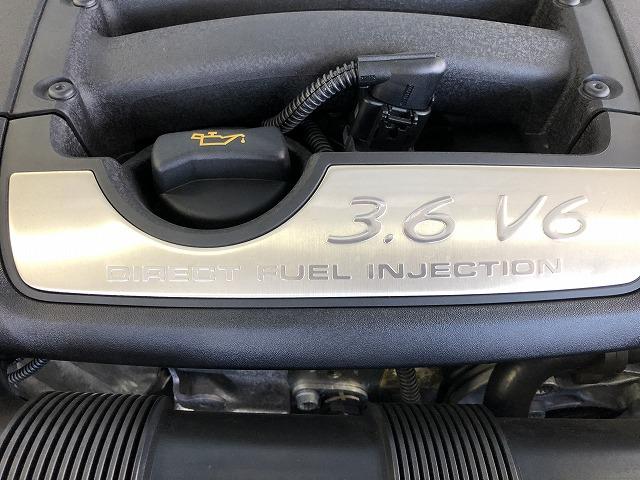 3.6 V6
DIRECT FUEL INJECTION